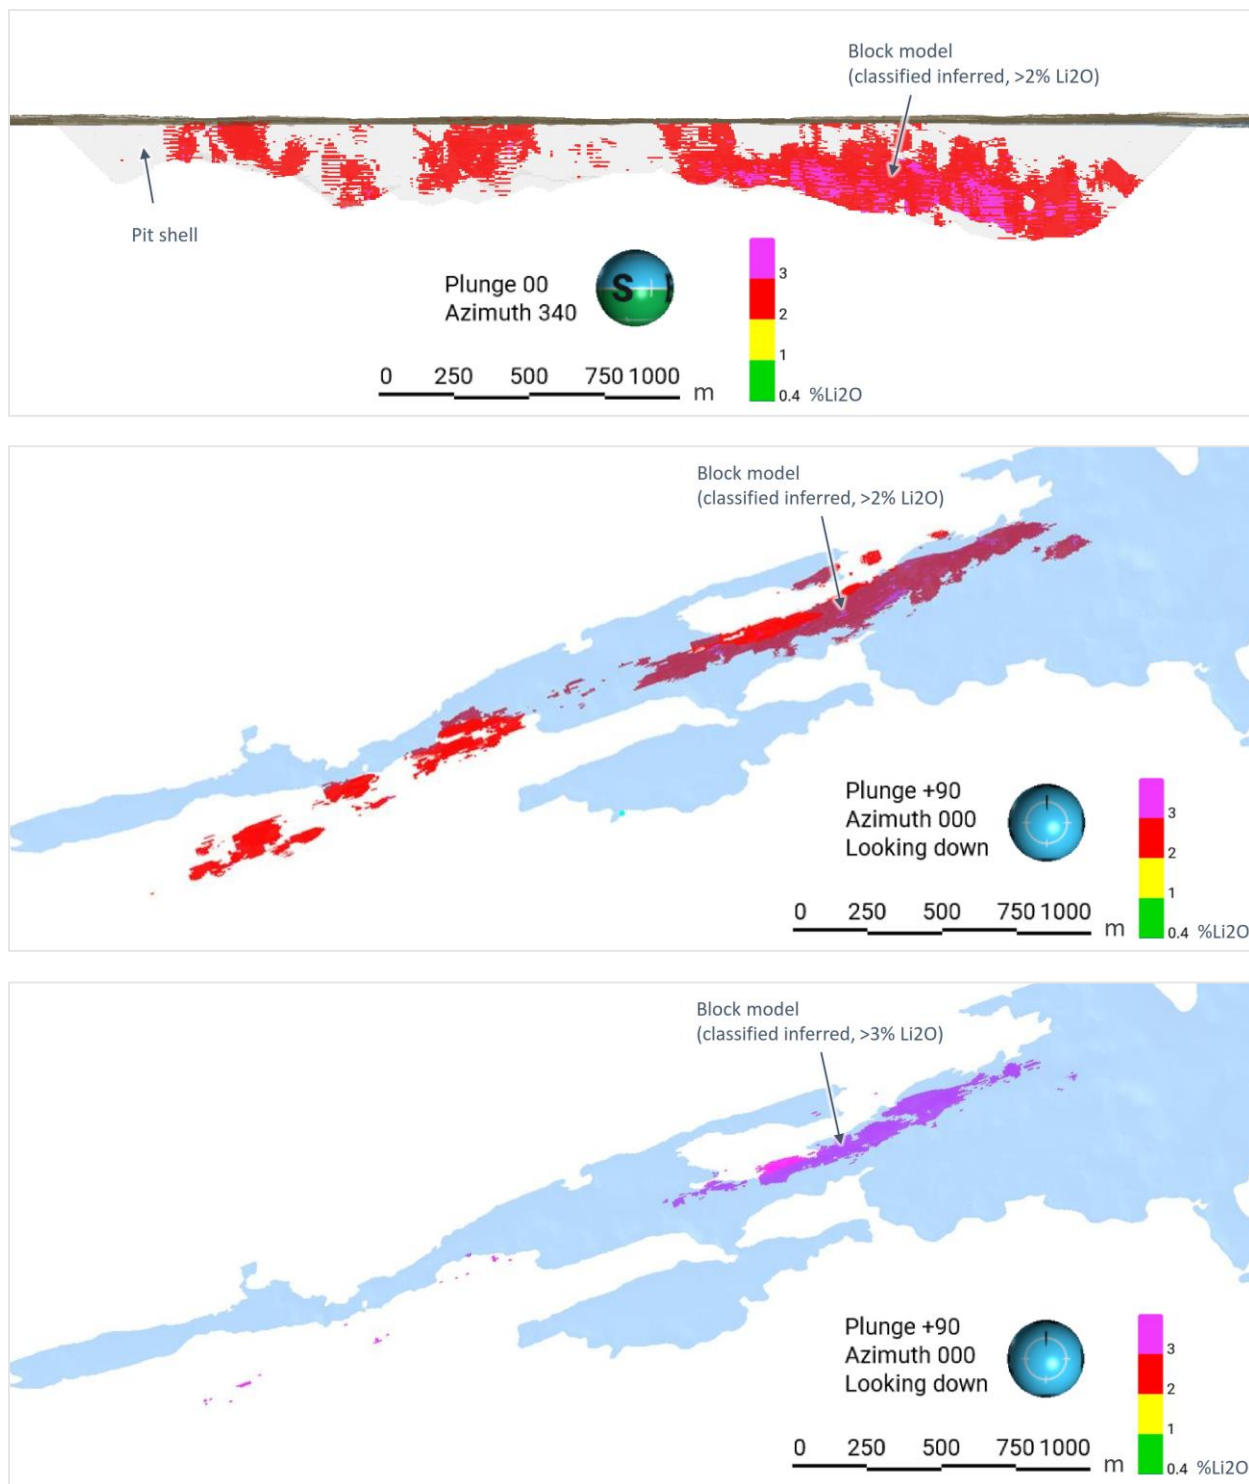 Block model
(classified inferred, >2% Li2O)
Pit shell
Plunge 00
Azimuth 340
S
3
2
1
0.4 %Li2O
0 250 500 750 1000 m
Block model
(classified inferred, >2% Li2O)
Plunge +90
Azimuth 000
Looking down
3
2
1
0.4 %Li2O
0 250 500 750 1000 m
Block model
(classified inferred, >3% Li2O)
Plunge +90
Azimuth 000
Looking down
3
2
1
0.4 %Li2O
0 250 500 750 1000 m